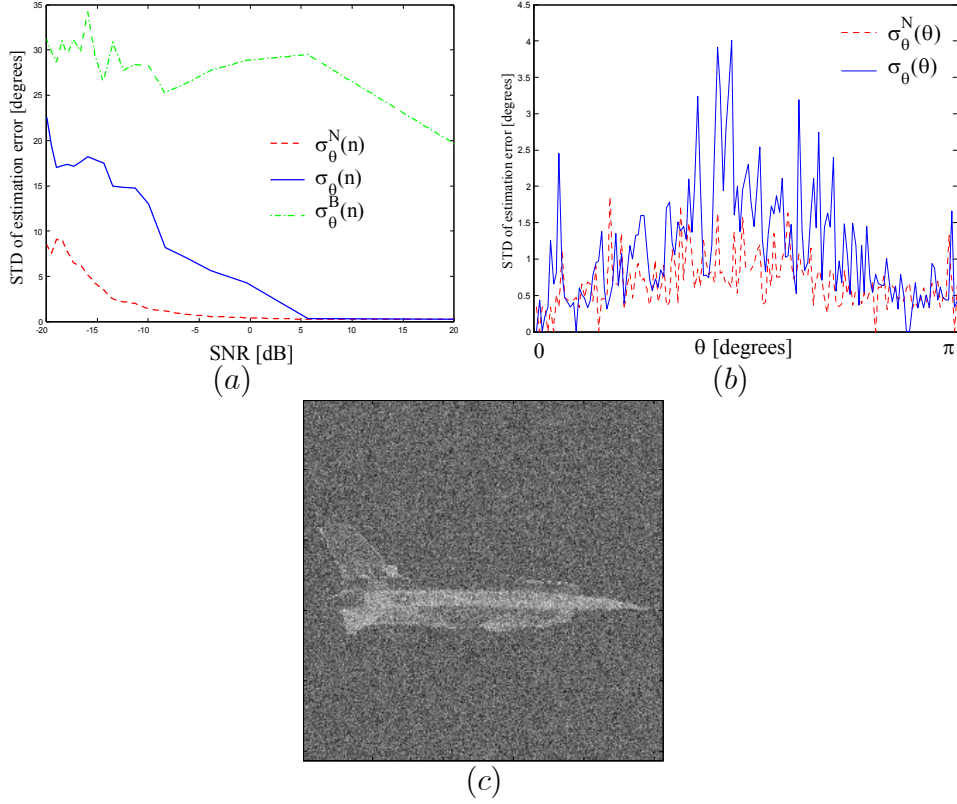 35
30
25
20
15
10
5
0
-20 -15 -10 -5 0 5 10 15 20
STD of estimation error [degrees]
SNR [dB]
σ_θ^N(n)
σ_θ(n)
σ_θ^B(n)
(a)
4.5
4
3.5
3
2.5
2
1.5
1
0.5
0
STD of estimation error [degrees]
0 θ [degrees] π
σ_θ^N(θ)
σ_θ(θ)
(b)
(c)